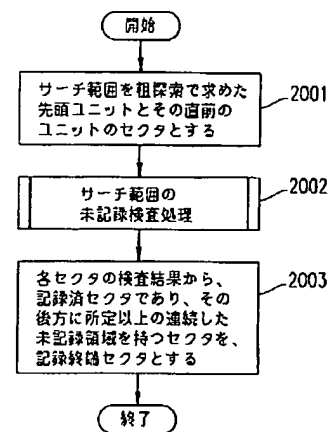 開始
サーチ範囲を粗探索で求めた
先頭ユニットとその直前の
ユニットのセクタとする
2001
サーチ範囲の
未記録検査処理
2002
各セクタの検査結果から、
記録済セクタであり、その
後方に所定以上の連続した
未記録領域を持つセクタを、
記録終端セクタとする
2003
終了